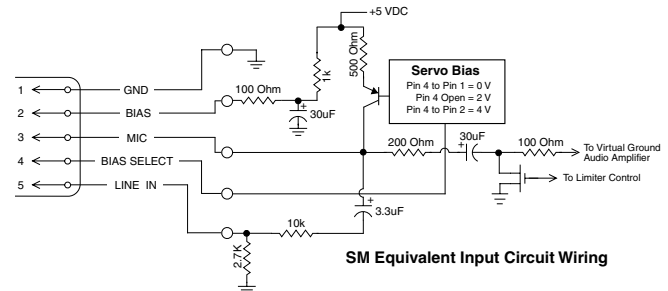 +5 VDC
500 Ohm
1k
Servo Bias
Pin 4 to Pin 1 = 0 V
Pin 4 Open = 2 V
Pin 4 to Pin 2 = 4 V
1 GND
100 Ohm
2 BIAS
30uF
3 MIC
200 Ohm
30uF
100 Ohm
To Virtual Ground
Audio Amplifier
4 BIAS SELECT
To Limiter Control
5 LINE IN
3.3uF
10k
2.7K
SM Equivalent Input Circuit Wiring
+
+
+